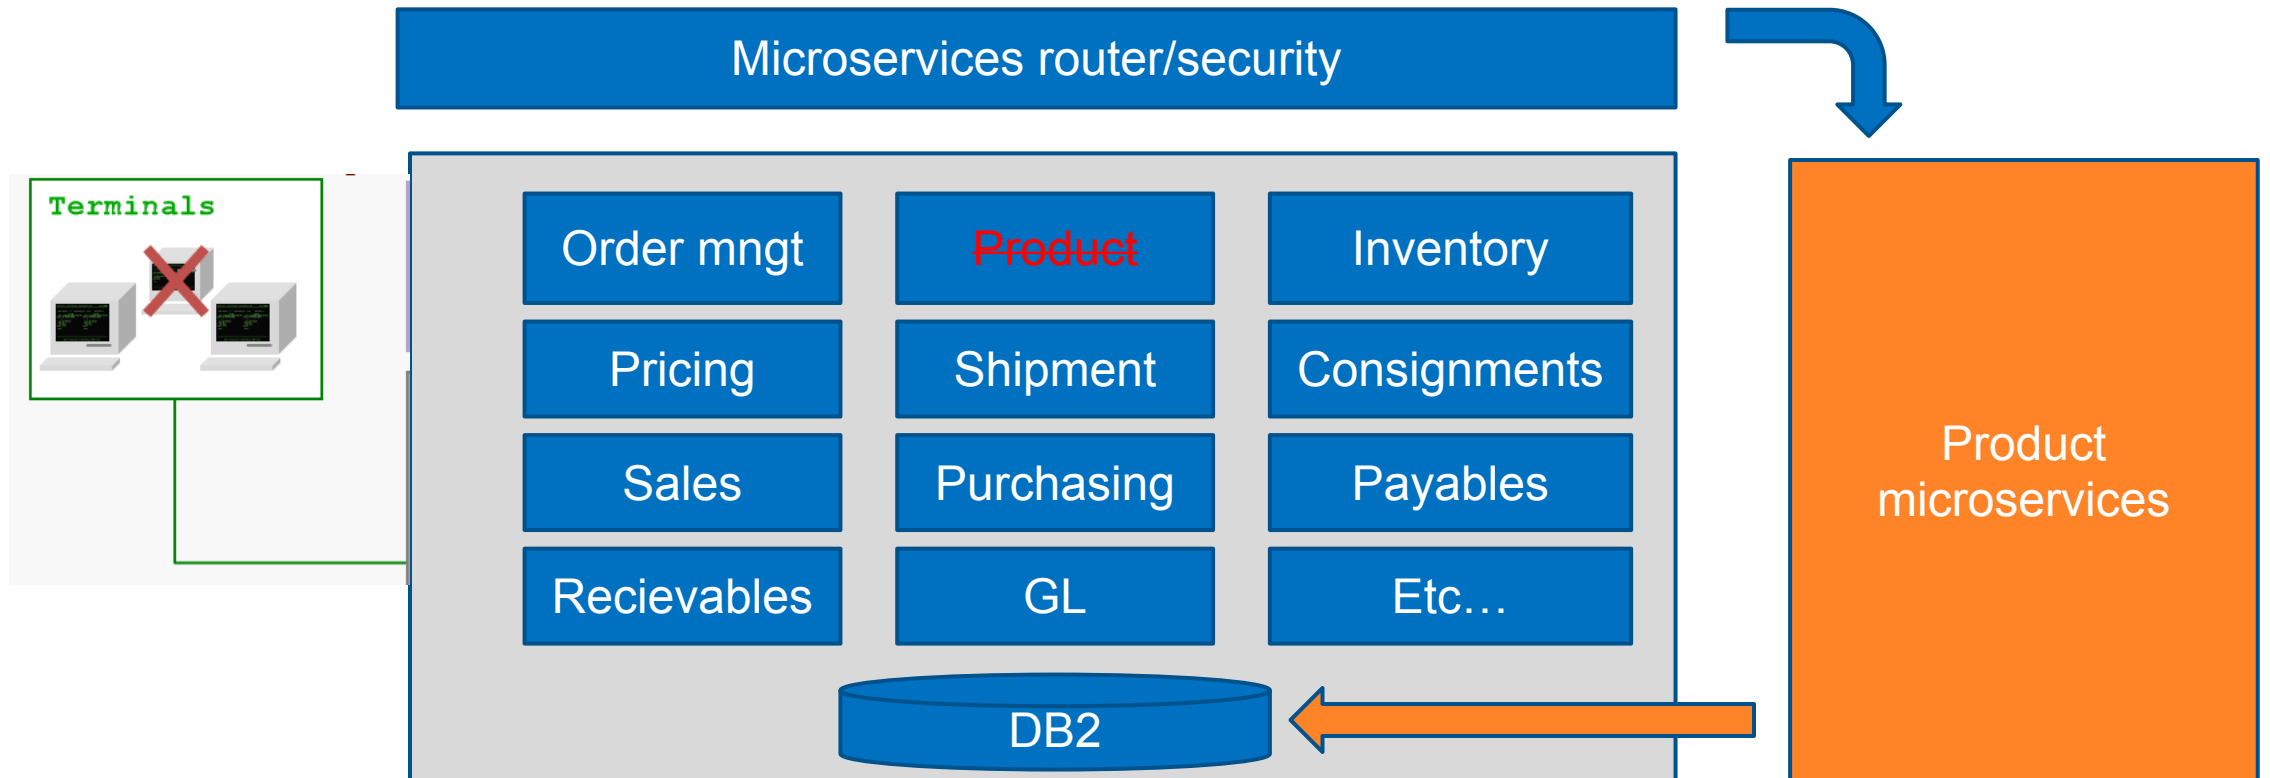 Microservices router/security
Terminals
Order mngt
Product
Inventory
Pricing
Shipment
Consignments
Sales
Purchasing
Payables
Recievables
GL
Etc…
DB2
Product
microservices